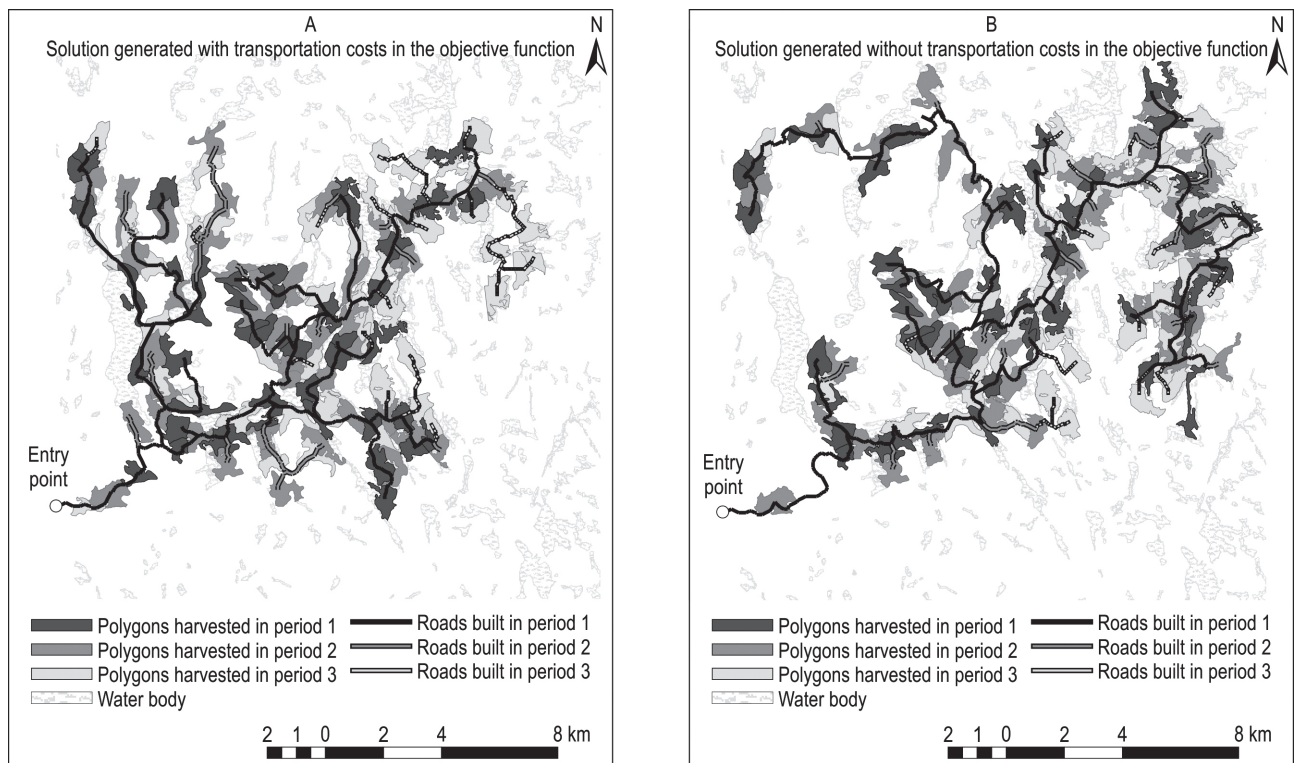 A
N
Solution generated with transportation costs in the objective function
Entry
point
Polygons harvested in period 1
Polygons harvested in period 2
Polygons harvested in period 3
Water body
Roads built in period 1
Roads built in period 2
Roads built in period 3
2 1 0 2 4 8 km
B
N
Solution generated without transportation costs in the objective function
Entry
point
Polygons harvested in period 1
Polygons harvested in period 2
Polygons harvested in period 3
Water body
Roads built in period 1
Roads built in period 2
Roads built in period 3
2 1 0 2 4 8 km